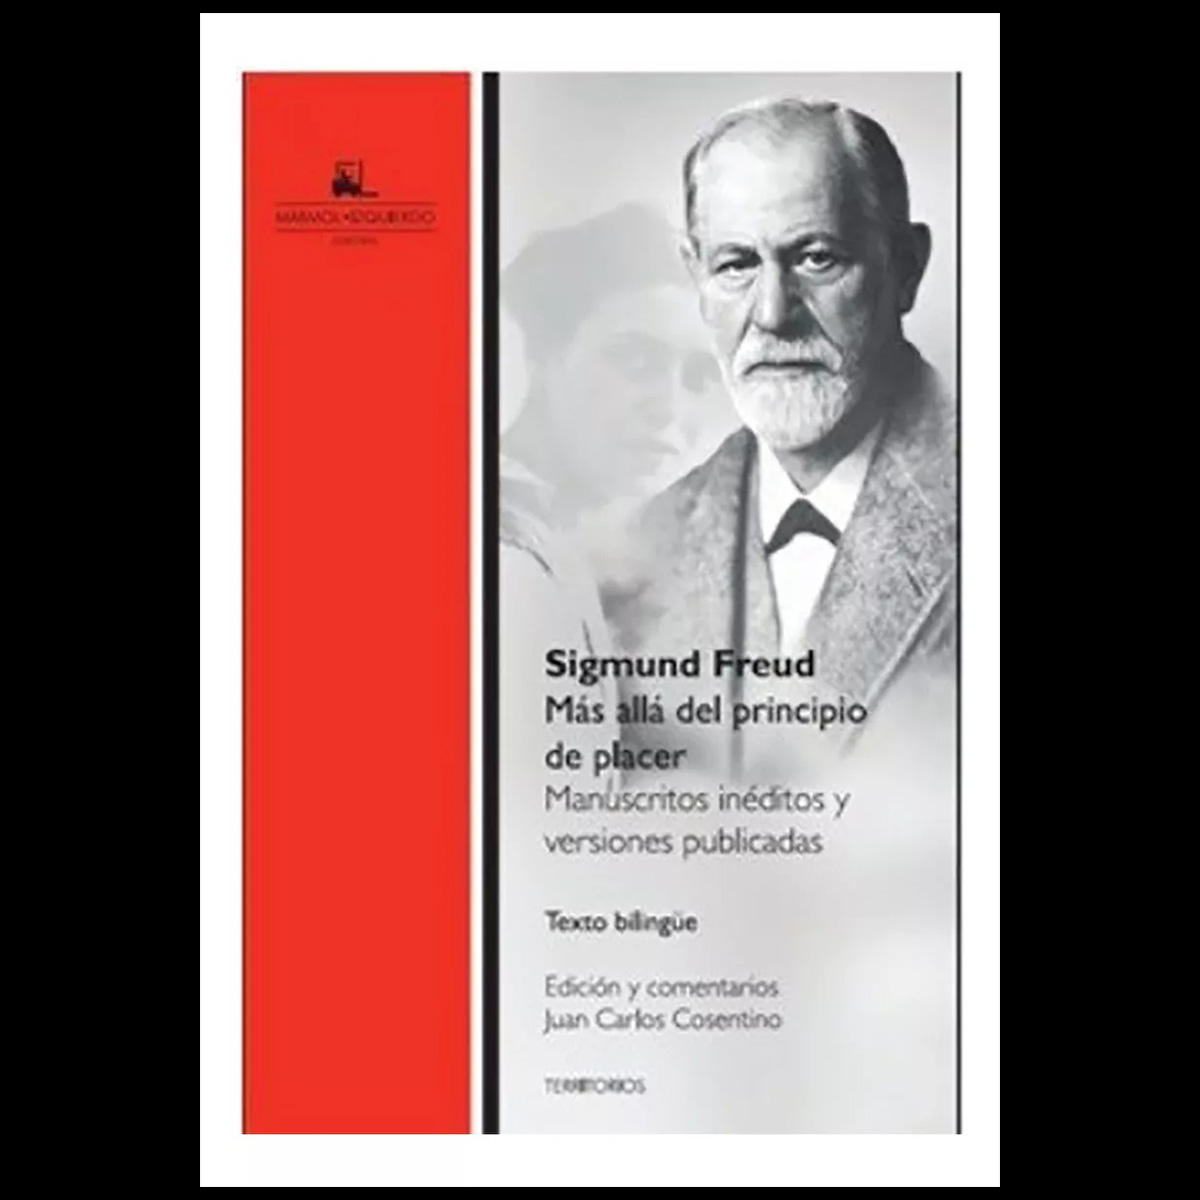 MÁRMOL • IZQUIERDO
EDITORES
Sigmund Freud
Más allá del principio
de placer
Manuscritos inéditos y
versiones publicadas
Texto bilingüe
Edición y comentarios
Juan Carlos Cosentino
TERRITORIOS